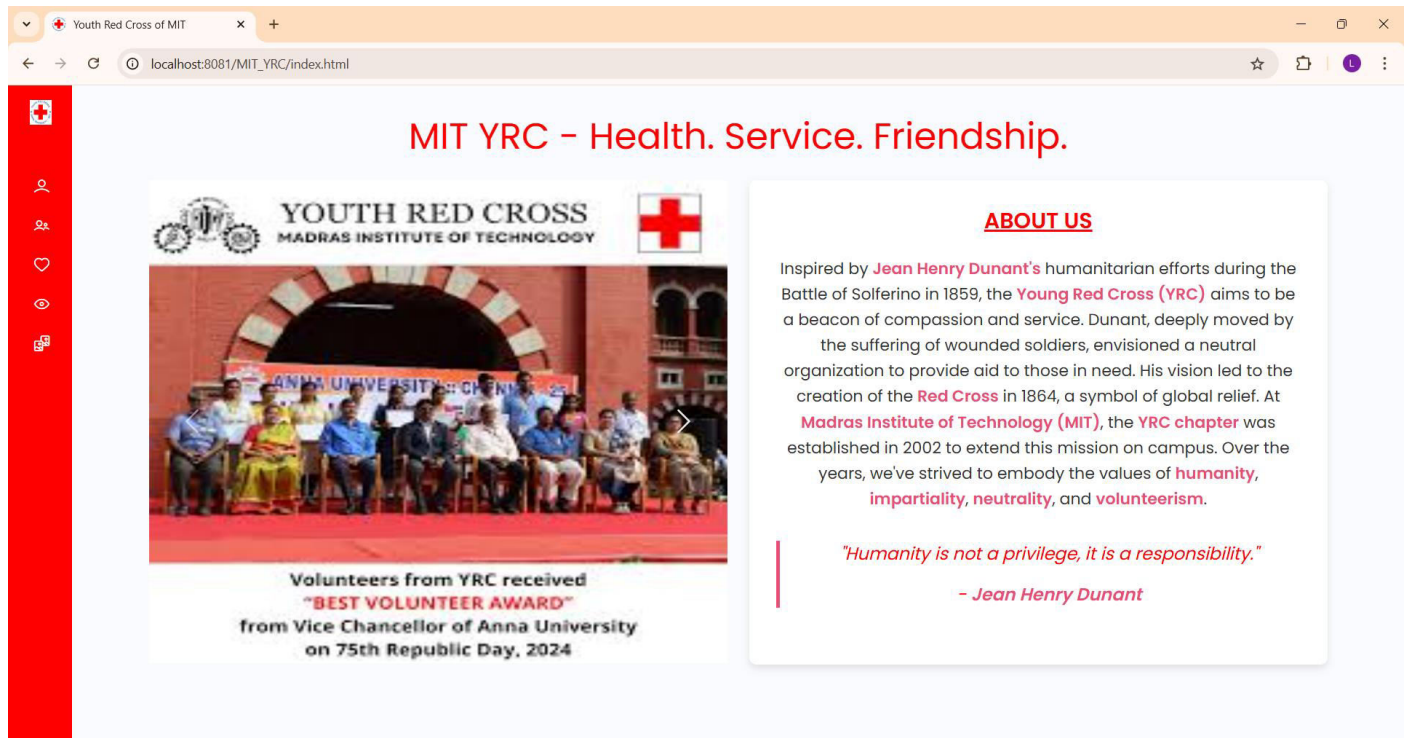 Youth Red Cross of MIT
localhost:8081/MIT_YRC/index.html
L
MIT YRC - Health. Service. Friendship.
YOUTH RED CROSS
MADRAS INSTITUTE OF TECHNOLOGY
ANNA UNIVERSITY :: CHENNAI - 25
Volunteers from YRC received
“BEST VOLUNTEER AWARD”
from Vice Chancellor of Anna University
on 75th Republic Day, 2024
ABOUT US
Inspired by Jean Henry Dunant's humanitarian efforts during the
Battle of Solferino in 1859, the Young Red Cross (YRC) aims to be
a beacon of compassion and service. Dunant, deeply moved by
the suffering of wounded soldiers, envisioned a neutral
organization to provide aid to those in need. His vision led to the
creation of the Red Cross in 1864, a symbol of global relief. At
Madras Institute of Technology (MIT), the YRC chapter was
established in 2002 to extend this mission on campus. Over the
years, we've strived to embody the values of humanity,
impartiality, neutrality, and volunteerism.
"Humanity is not a privilege, it is a responsibility."
- Jean Henry Dunant